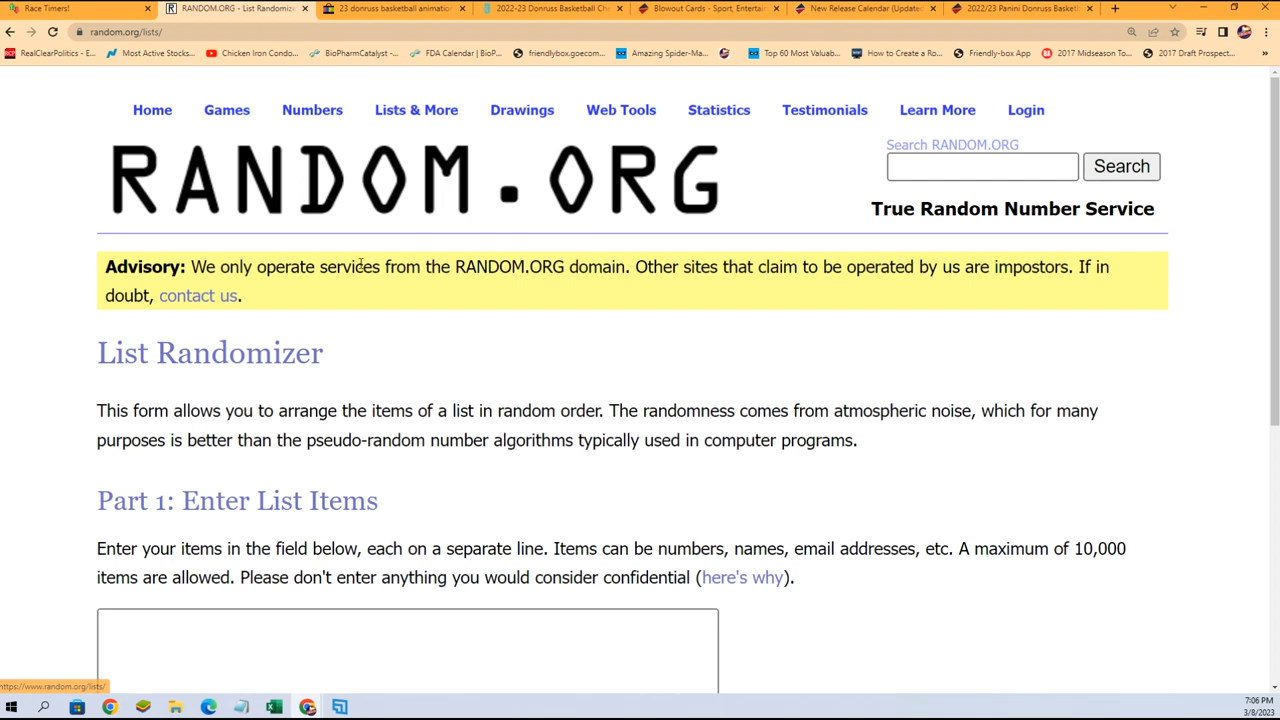 Race Timers!
RANDOM.ORG - List Randomizer
23 donruss basketball animation
2022-23 Donruss Basketball Che
Blowout Cards - Sport, Entertain
New Release Calendar (Update
2022/23 Panini Donruss Basketb
random.org/lists/
RealClearPolitics - E...
Most Active Stocks...
Chicken Iron Condo...
BioPharmCatalyst -...
FDA Calendar | BioP...
friendlybox.goecom...
Amazing Spider-Ma...
Top 60 Most Valuab...
How to Create a Ro...
Friendly-box App
2017 Midseason To...
2017 Draft Prospect...
»
Home Games Numbers Lists & More Drawings Web Tools Statistics Testimonials Learn More Login
RANDOM.ORG
Search RANDOM.ORG
Search
True Random Number Service
Advisory: We only operate services from the RANDOM.ORG domain. Other sites that claim to be operated by us are impostors. If in
doubt, contact us.
List Randomizer
This form allows you to arrange the items of a list in random order. The randomness comes from atmospheric noise, which for many
purposes is better than the pseudo-random number algorithms typically used in computer programs.
Part 1: Enter List Items
Enter your items in the field below, each on a separate line. Items can be numbers, names, email addresses, etc. A maximum of 10,000
items are allowed. Please don't enter anything you would consider confidential (here's why).
https://www.random.org/lists/
7:06 PM
3/8/2023